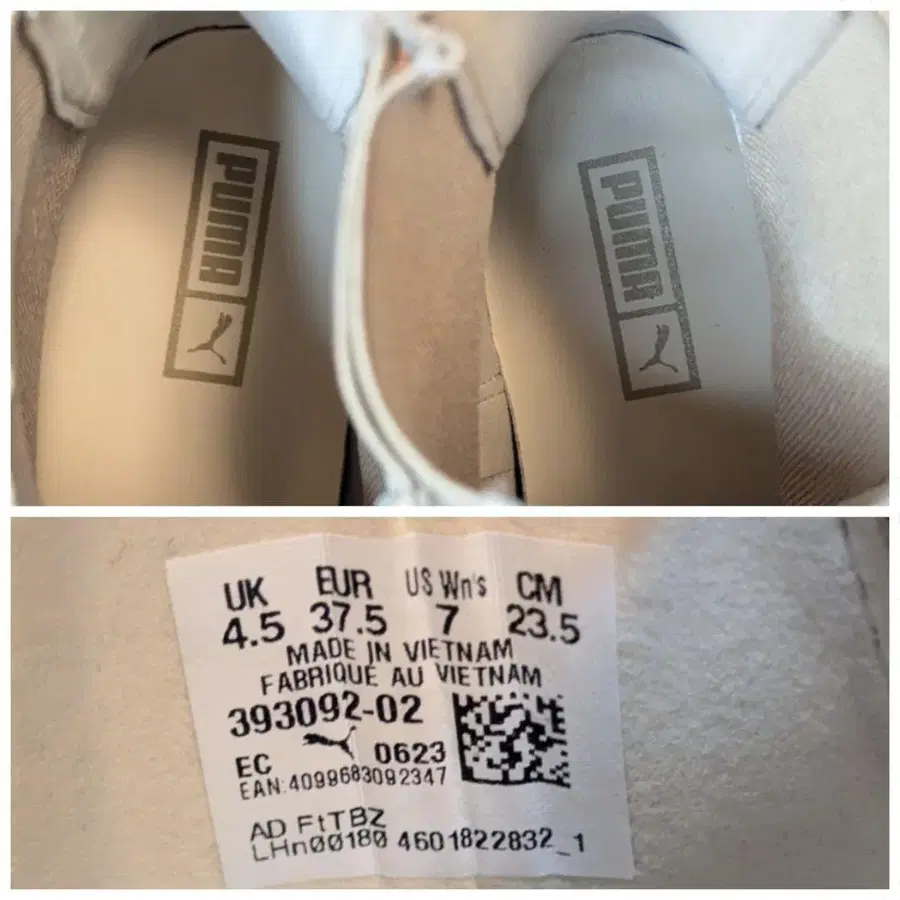 PUMA
PUMA
UK EUR US Wn's CM
4.5 37.5 7 23.5
MADE IN VIETNAM
FABRIQUÉ AU VIETNAM
393092-02
EC 0623
EAN:4099683092347
AD FtTBZ
LHn00180 4601822832_1